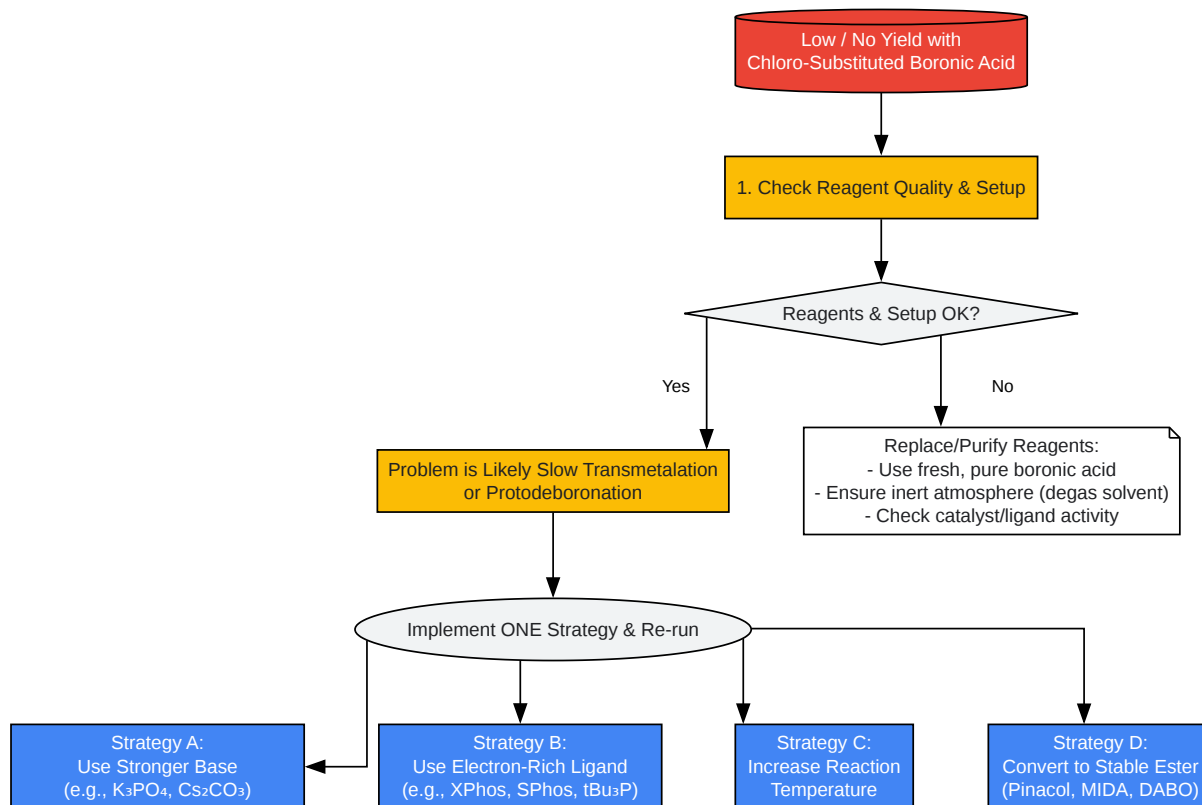 Low / No Yield with
Chloro-Substituted Boronic Acid
1. Check Reagent Quality & Setup
Reagents & Setup OK?
Yes
No
Replace/Purify Reagents:
- Use fresh, pure boronic acid
- Ensure inert atmosphere (degas solvent)
- Check catalyst/ligand activity
Problem is Likely Slow Transmetalation
or Protodeboronation
Implement ONE Strategy & Re-run
Strategy A:
Use Stronger Base
(e.g., K₃PO₄, Cs₂CO₃)
Strategy B:
Use Electron-Rich Ligand
(e.g., XPhos, SPhos, tBu₃P)
Strategy C:
Increase Reaction
Temperature
Strategy D:
Convert to Stable Ester
(Pinacol, MIDA, DABO)